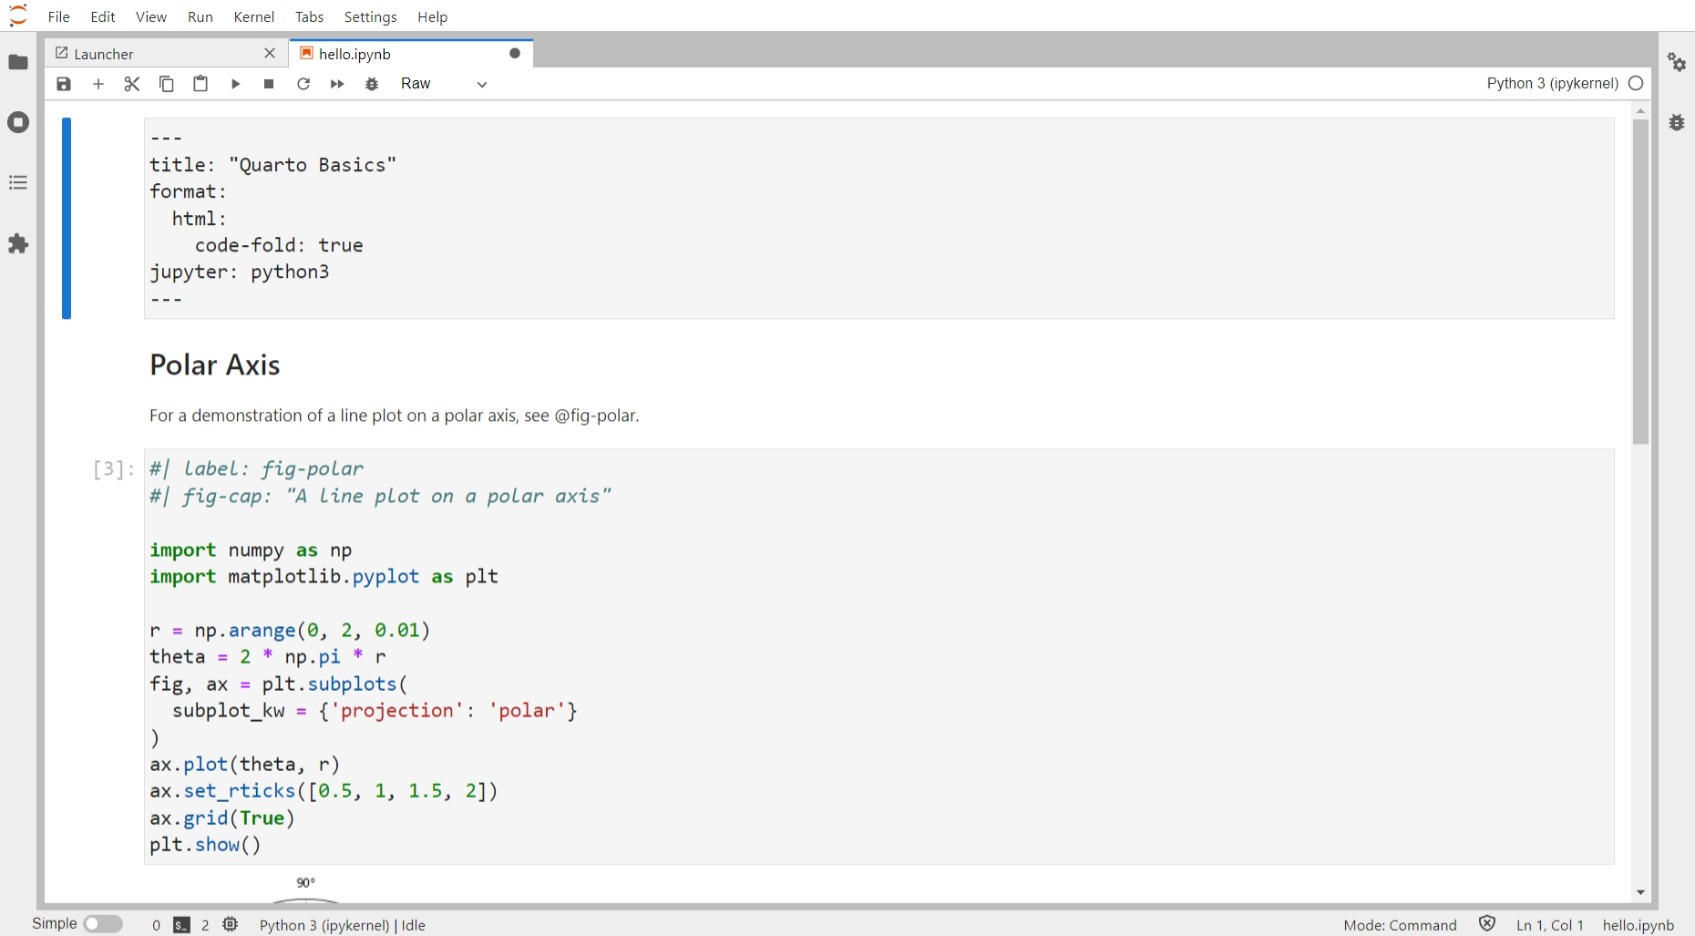 File Edit View Run Kernel Tabs Settings Help
Launcher
hello.ipynb
Raw
Python 3 (ipykernel)
---
title: "Quarto Basics"
format:
  html:
    code-fold: true
jupyter: python3
---
Polar Axis
For a demonstration of a line plot on a polar axis, see @fig-polar.
[3]:
#| label: fig-polar
#| fig-cap: "A line plot on a polar axis"
import numpy as np
import matplotlib.pyplot as plt
r = np.arange(0, 2, 0.01)
theta = 2 * np.pi * r
fig, ax = plt.subplots(
  subplot_kw = {'projection': 'polar'}
)
ax.plot(theta, r)
ax.set_rticks([0.5, 1, 1.5, 2])
ax.grid(True)
plt.show()
90°
Simple 0 $_ 2 Python 3 (ipykernel) | Idle Mode: Command Ln 1, Col 1 hello.ipynb